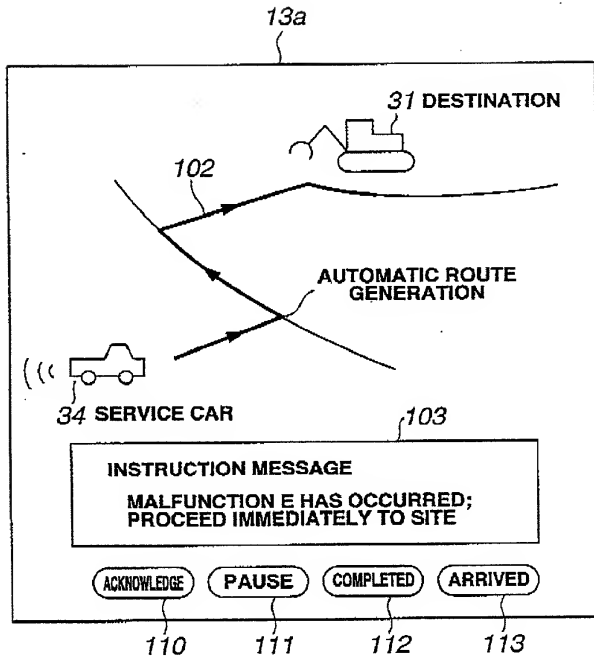 13a
31 DESTINATION
102
AUTOMATIC ROUTE
GENERATION
34 SERVICE CAR
103
INSTRUCTION MESSAGE
MALFUNCTION E HAS OCCURRED;
PROCEED IMMEDIATELY TO SITE
ACKNOWLEDGE PAUSE COMPLETED ARRIVED
110 111 112 113